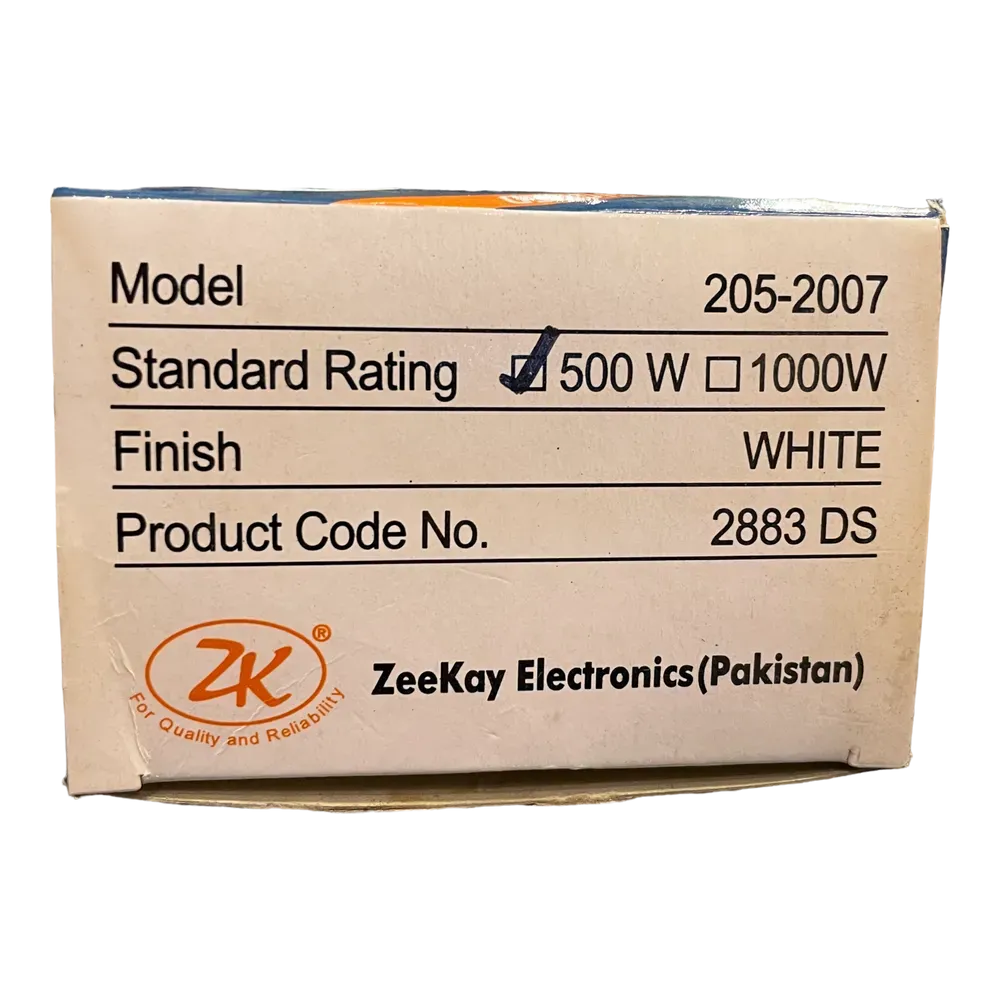 Model 205-2007
Standard Rating ☑ 500 W ☐ 1000W
Finish WHITE
Product Code No. 2883 DS
ZK ®
For Quality and Reliability
ZeeKay Electronics (Pakistan)